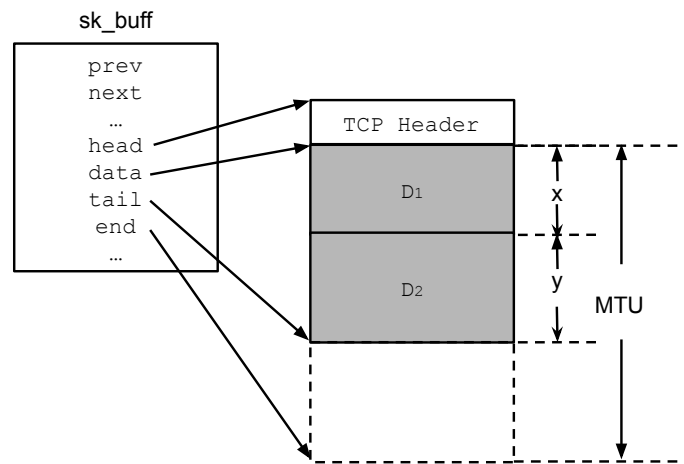 sk_buff
prev
next
…
head
data
tail
end
…
TCP Header
D1
D2
x
y
MTU